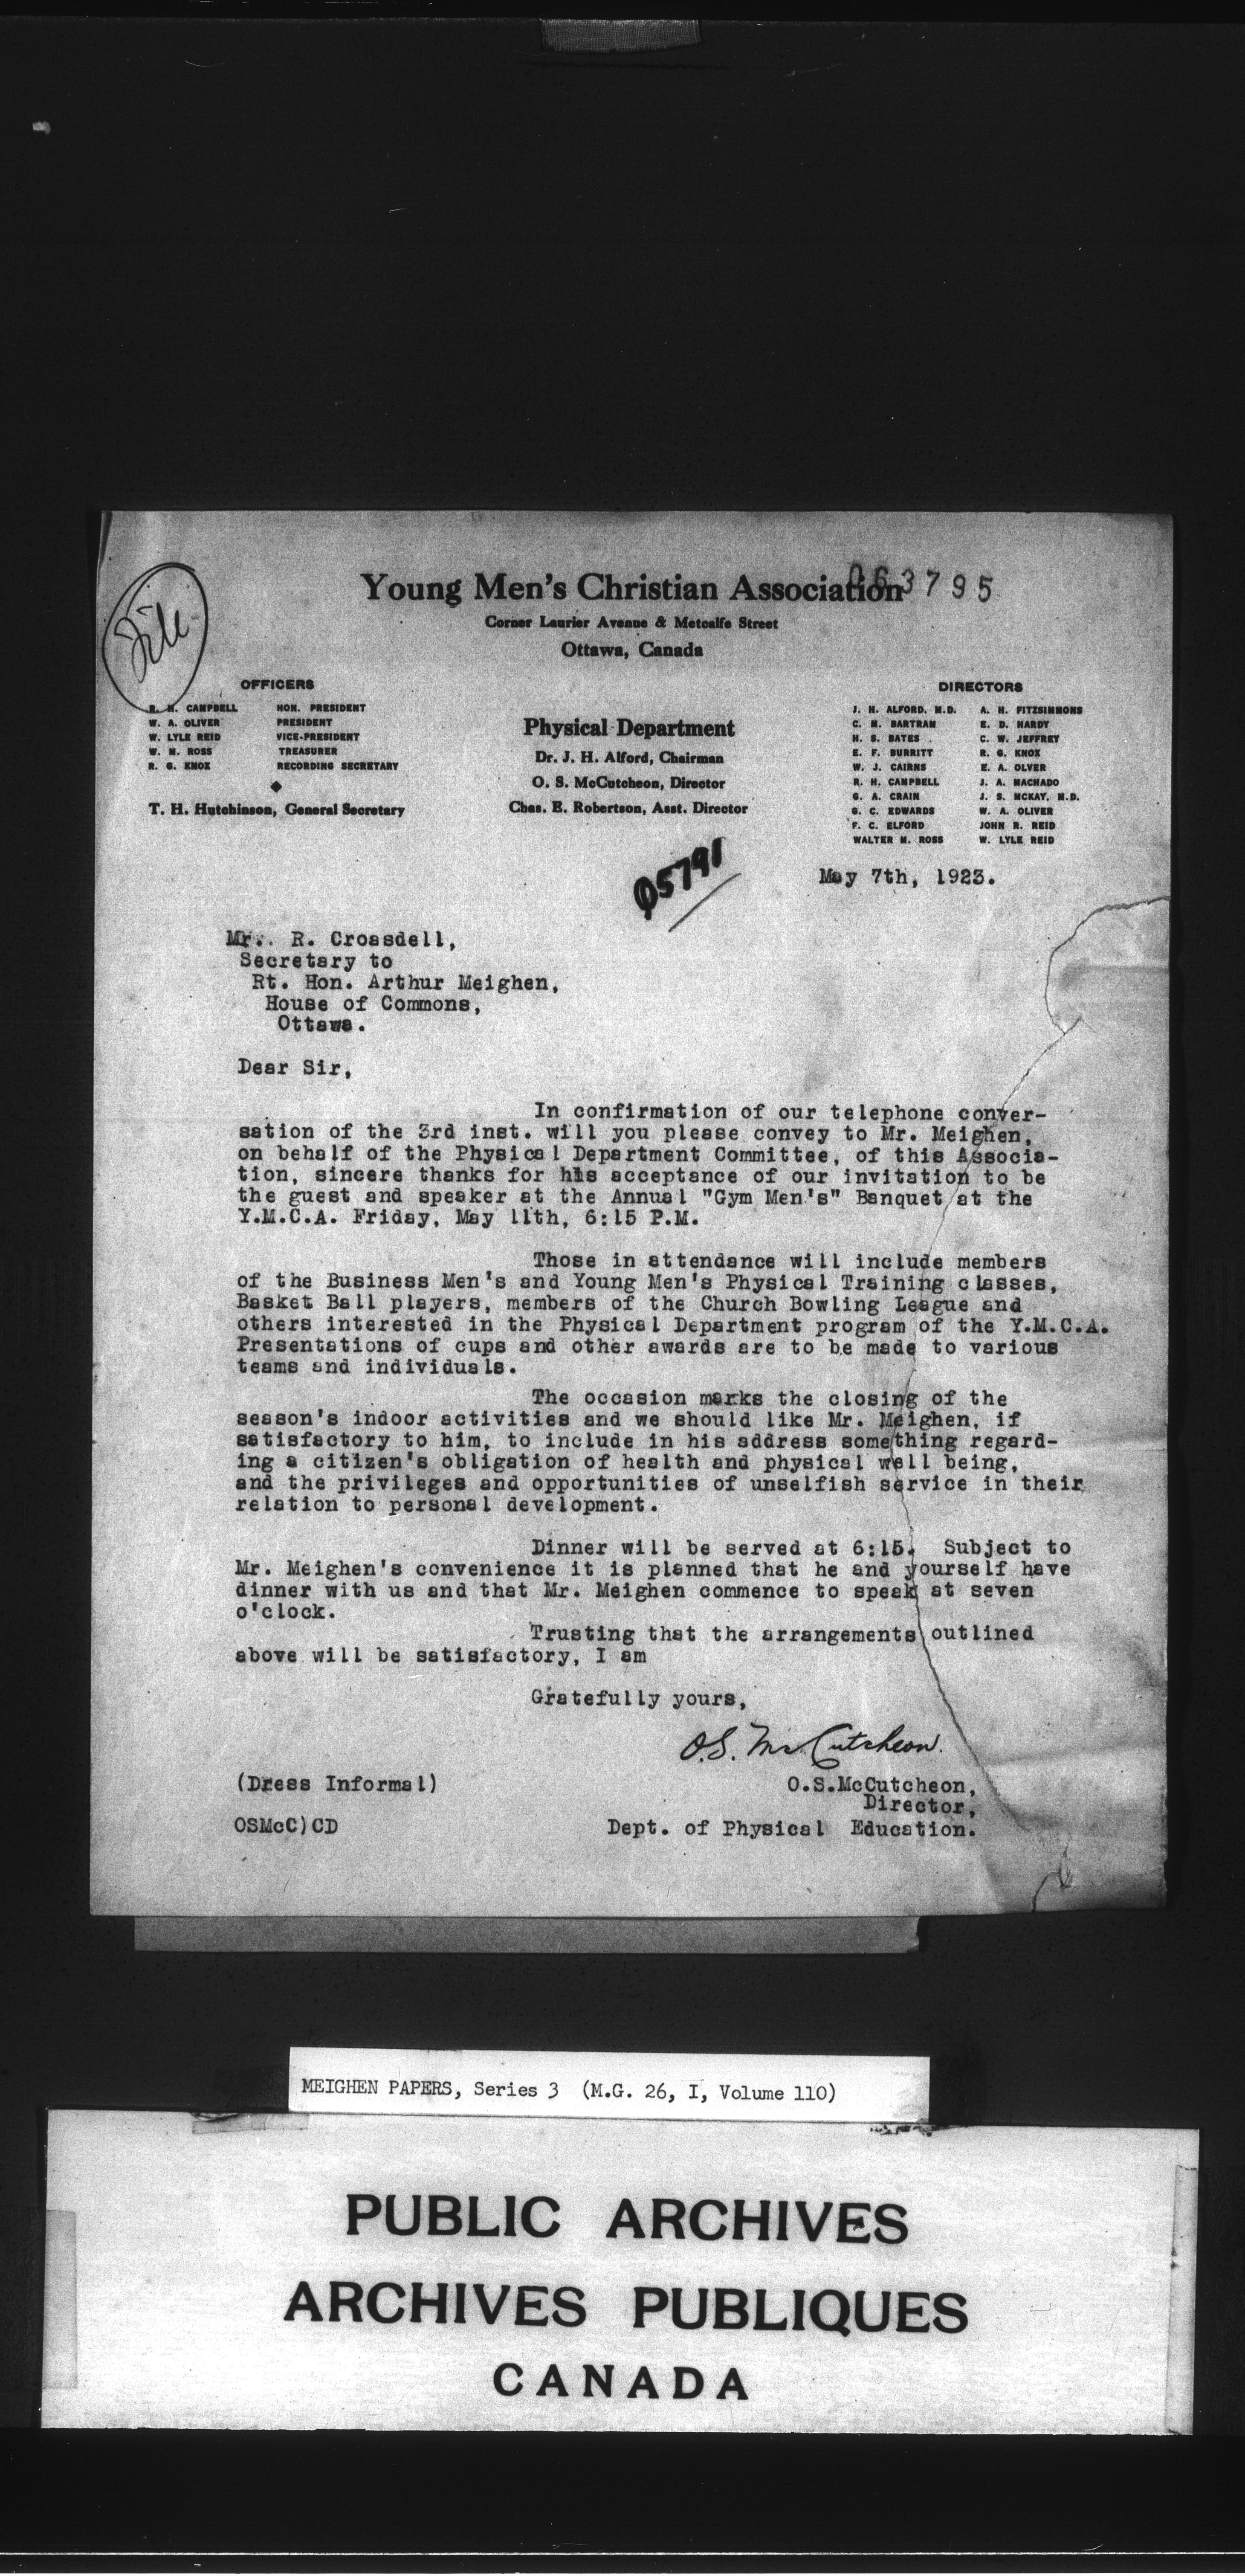 File
Young Men's Christian Association
063795
Corner Laurier Avenue & Metcalfe Street
Ottawa, Canada
OFFICERS
R. H. CAMPBELL HON. PRESIDENT
W. A. OLIVER PRESIDENT
W. LYLE REID VICE-PRESIDENT
W. M. ROSS TREASURER
R. G. KNOX RECORDING SECRETARY
T. H. Hutchinson, General Secretary
Physical Department
Dr. J. H. Alford, Chairman
O. S. McCutcheon, Director
Chas. E. Robertson, Asst. Director
DIRECTORS
J. H. ALFORD, M.D. A. H. FITZSIMMONS
C. M. BARTRAM E. D. HARDY
H. S. BATES C. W. JEFFREY
E. F. BURRITT R. G. KNOX
W. J. CAIRNS E. A. OLVER
R. H. CAMPBELL J. A. MACHADO
G. A. CRAIN J. S. MCKAY, M.D.
G. C. EDWARDS W. A. OLIVER
F. C. ELFORD JOHN R. REID
WALTER M. ROSS W. LYLE REID
05791
May 7th, 1923.
Mr. R. Croasdell,
Secretary to
Rt. Hon. Arthur Meighen,
House of Commons,
Ottawa.
Dear Sir,
In confirmation of our telephone conver-
sation of the 3rd inst. will you please convey to Mr. Meighen,
on behalf of the Physical Department Committee, of this Associa-
tion, sincere thanks for his acceptance of our invitation to be
the guest and speaker at the Annual "Gym Men's" Banquet at the
Y.M.C.A. Friday, May 11th, 6:15 P.M.
Those in attendance will include members
of the Business Men's and Young Men's Physical Training classes,
Basket Ball players, members of the Church Bowling League and
others interested in the Physical Department program of the Y.M.C.A.
Presentations of cups and other awards are to be made to various
teams and individuals.
The occasion marks the closing of the
season's indoor activities and we should like Mr. Meighen, if
satisfactory to him, to include in his address something regard-
ing a citizen's obligation of health and physical well being,
and the privileges and opportunities of unselfish service in their
relation to personal development.
Dinner will be served at 6:15. Subject to
Mr. Meighen's convenience it is planned that he and yourself have
dinner with us and that Mr. Meighen commence to speak at seven
o'clock.
Trusting that the arrangements outlined
above will be satisfactory, I am
Gratefully yours,
O.S. McCutcheon.
(Dress Informal) O.S.McCutcheon,
Director,
OSMcC)CD Dept. of Physical Education.
MEIGHEN PAPERS, Series 3 (M.G. 26, I, Volume 110)
PUBLIC ARCHIVES
ARCHIVES PUBLIQUES
CANADA